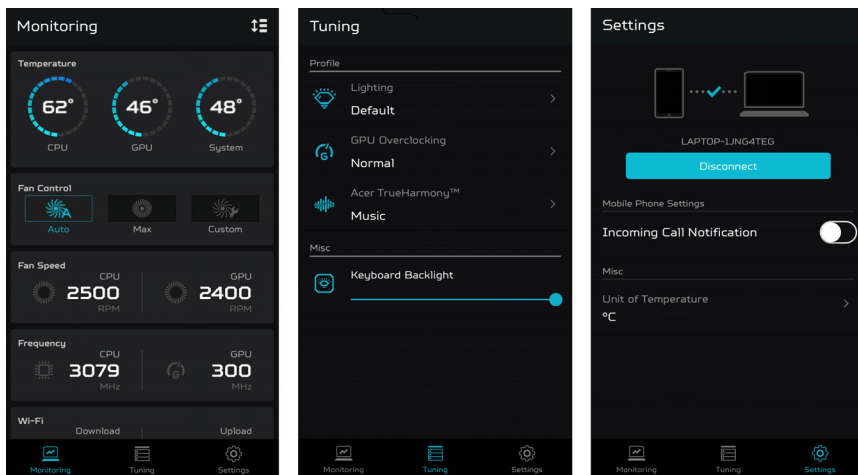 Monitoring
Temperature
62° 46° 48°
CPU GPU System
Fan Control
Auto Max Custom
Fan Speed
CPU GPU
2500 2400
RPM RPM
Frequency
CPU GPU
3079 300
MHz MHz
Wi-Fi
Download Upload
Monitoring Tuning Settings
Tuning
Profile
Lighting
Default
GPU Overclocking
Normal
Acer TrueHarmony™
Music
Misc
Keyboard Backlight
Monitoring Tuning Settings
Settings
LAPTOP-1JNG4TEG
Disconnect
Mobile Phone Settings
Incoming Call Notification
Misc
Unit of Temperature
°C
Monitoring Tuning Settings